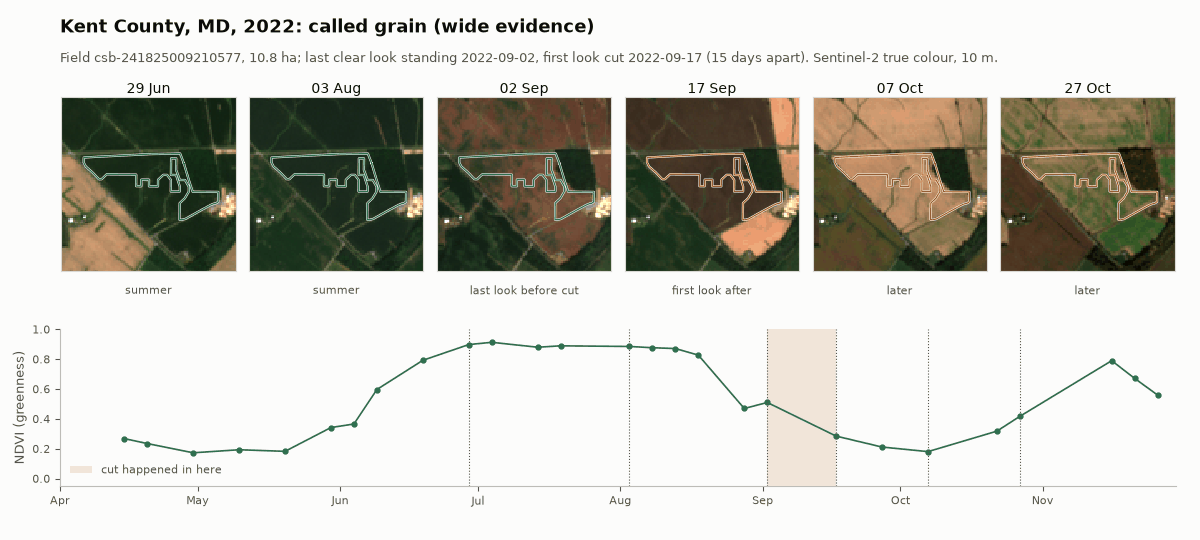 Kent County, MD, 2022: called grain (wide evidence)
Field csb-241825009210577, 10.8 ha; last clear look standing 2022-09-02, first look cut 2022-09-17 (15 days apart). Sentinel-2 true colour, 10 m.
29 Jun
03 Aug
02 Sep
17 Sep
07 Oct
27 Oct
summer
summer
last look before cut
first look after
later
later
NDVI (greenness)
1.0
0.8
0.6
0.4
0.2
0.0
cut happened in here
Apr
May
Jun
Jul
Aug
Sep
Oct
Nov